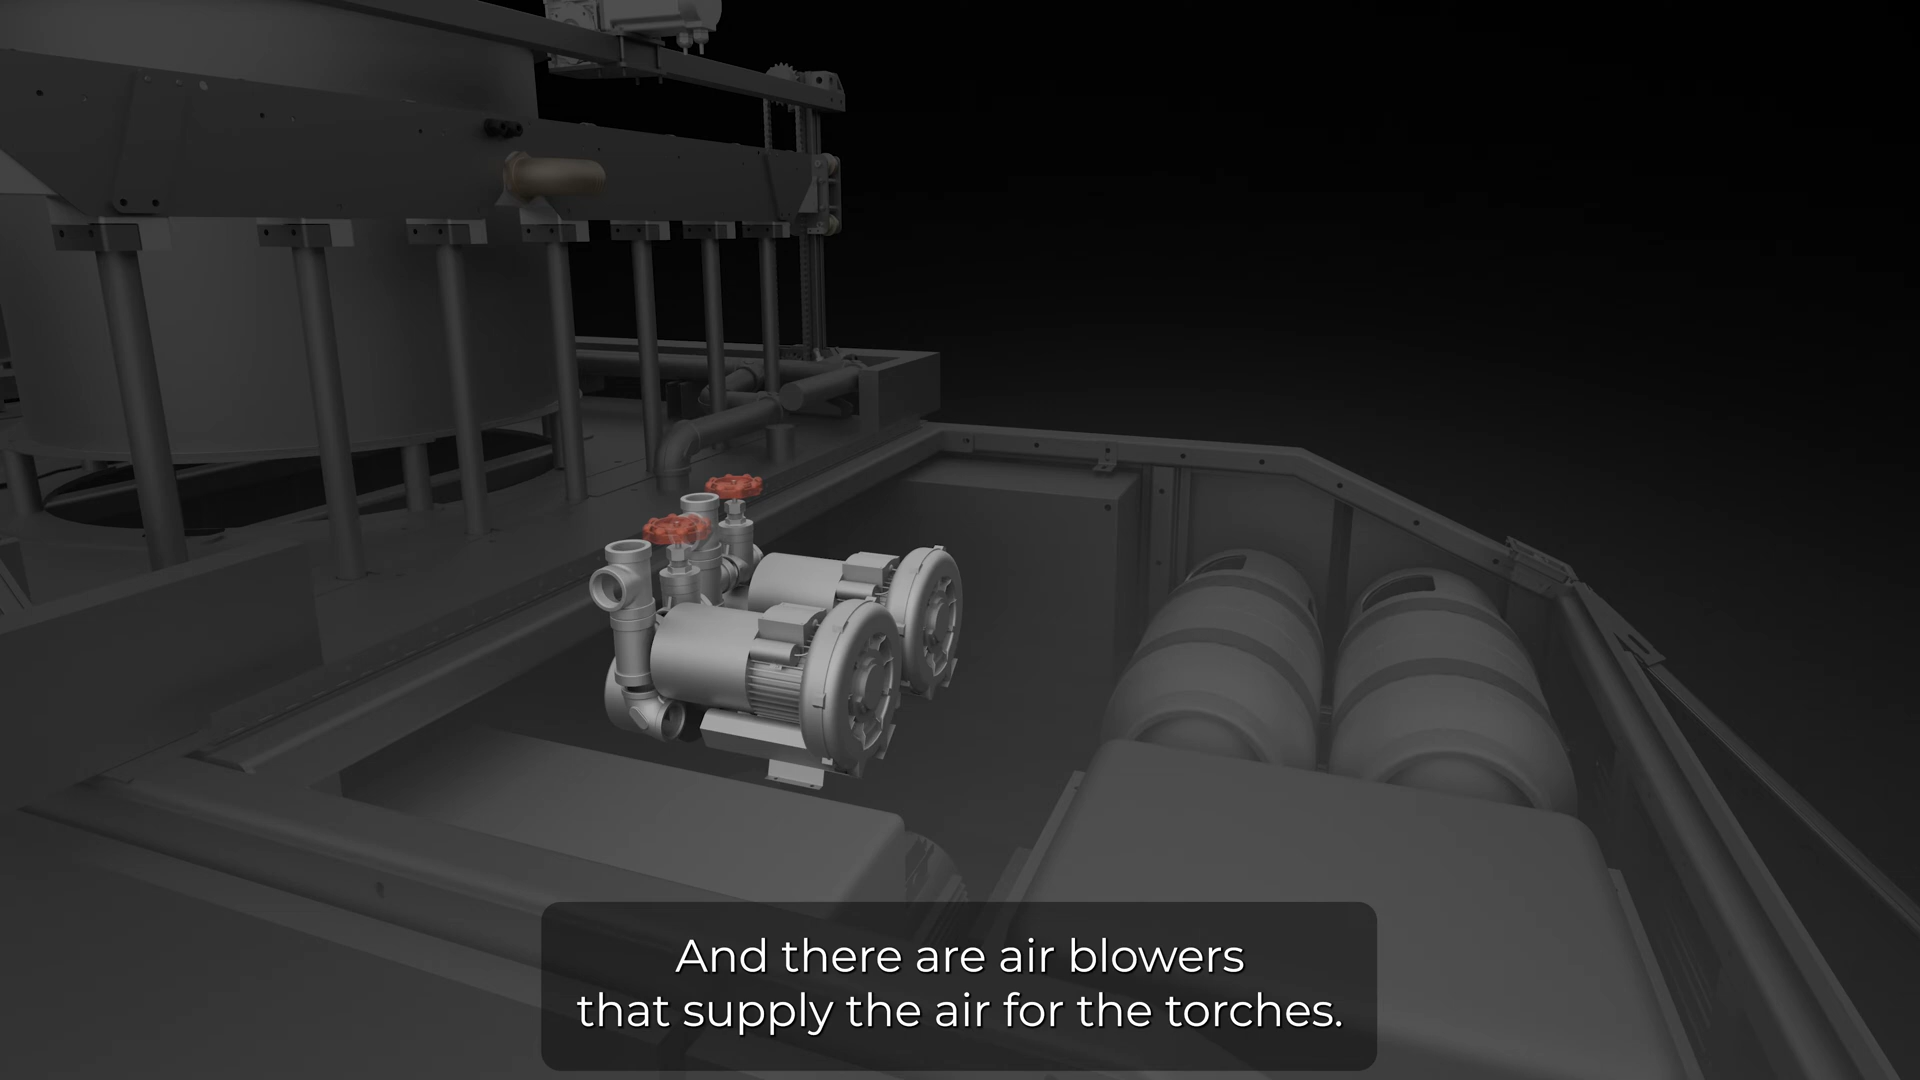 And there are air blowers
that supply the air for the torches.